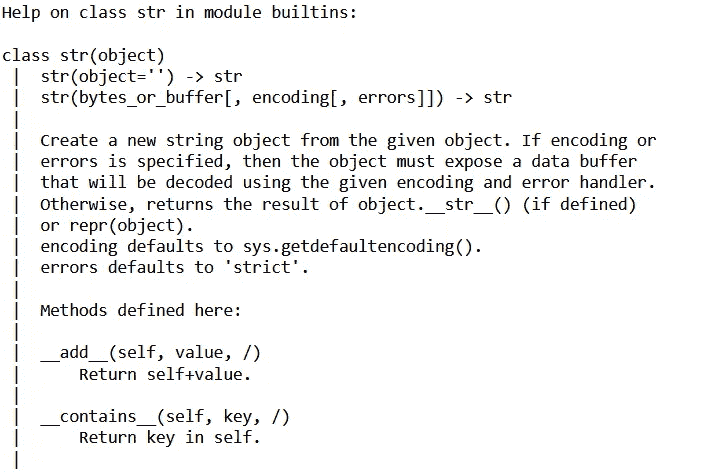 Help on class str in module builtins:

class str(object)
 |  str(object='') -> str
 |  str(bytes_or_buffer[, encoding[, errors]]) -> str
 |
 |  Create a new string object from the given object. If encoding or
 |  errors is specified, then the object must expose a data buffer
 |  that will be decoded using the given encoding and error handler.
 |  Otherwise, returns the result of object.__str__() (if defined)
 |  or repr(object).
 |  encoding defaults to sys.getdefaultencoding().
 |  errors defaults to 'strict'.
 |
 |  Methods defined here:
 |
 |  __add__(self, value, /)
 |      Return self+value.
 |
 |  __contains__(self, key, /)
 |      Return key in self.
 |